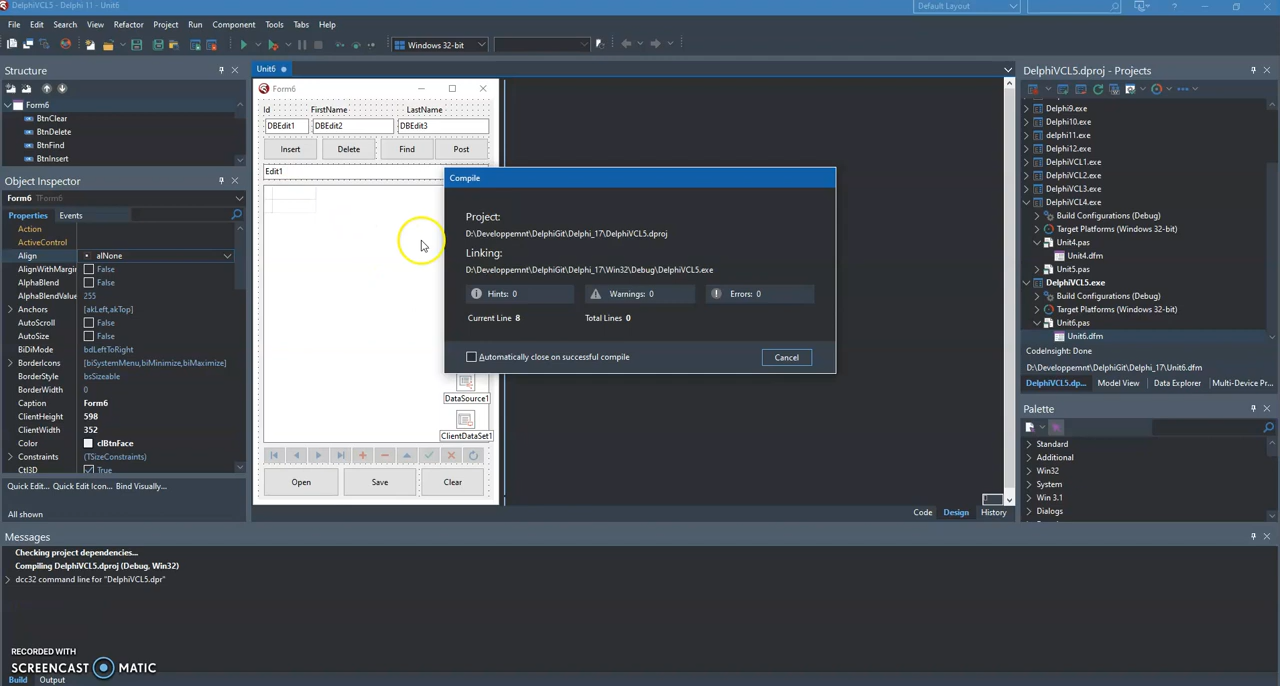 DelphiVCL5 - Delphi 11 - Unit6
Default Layout
File Edit Search View Refactor Project Run Component Tools Tabs Help
Windows 32-bit
Structure
Form6
BtnClear
BtnDelete
BtnFind
BtnInsert
Object Inspector
Form6 TForm6
Properties Events
Action
ActiveControl
Align alNone
AlignWithMargin False
AlphaBlend False
AlphaBlendValue 255
Anchors [akLeft,akTop]
AutoScroll False
AutoSize False
BiDiMode bdLeftToRight
BorderIcons [biSystemMenu,biMinimize,biMaximize]
BorderStyle bsSizeable
BorderWidth 0
Caption Form6
ClientHeight 598
ClientWidth 352
Color clBtnFace
Constraints (TSizeConstraints)
Ctl3D True
Quick Edit... Quick Edit Icon... Bind Visually...
All shown
Unit6
Form6
Id FirstName LastName
DBEdit1 DBEdit2 DBEdit3
Insert Delete Find Post
Edit1
DataSource1
ClientDataSet1
Open Save Clear
Compile
Project:
D:\Developpemnt\DelphiGit\Delphi_17\DelphiVCL5.dproj
Linking:
D:\Developpemnt\DelphiGit\Delphi_17\Win32\Debug\DelphiVCL5.exe
Hints: 0 Warnings: 0 Errors: 0
Current Line 8 Total Lines 0
Automatically close on successful compile
Cancel
Code Design History
DelphiVCL5.dproj - Projects
Delphi9.exe
Delphi10.exe
delphi11.exe
Delphi12.exe
DelphiVCL1.exe
DelphiVCL2.exe
DelphiVCL3.exe
DelphiVCL4.exe
Build Configurations (Debug)
Target Platforms (Windows 32-bit)
Unit4.pas
Unit4.dfm
Unit5.pas
DelphiVCL5.exe
Build Configurations (Debug)
Target Platforms (Windows 32-bit)
Unit6.pas
Unit6.dfm
CodeInsight: Done
D:\Developpemnt\DelphiGit\Delphi_17\Unit6.dfm
DelphiVCL5.dp... Model View Data Explorer Multi-Device Pr...
Palette
Standard
Additional
Win32
System
Win 3.1
Dialogs
Messages
Checking project dependencies...
Compiling DelphiVCL5.dproj (Debug, Win32)
dcc32 command line for "DelphiVCL5.dpr"
RECORDED WITH
SCREENCAST MATIC
Build Output